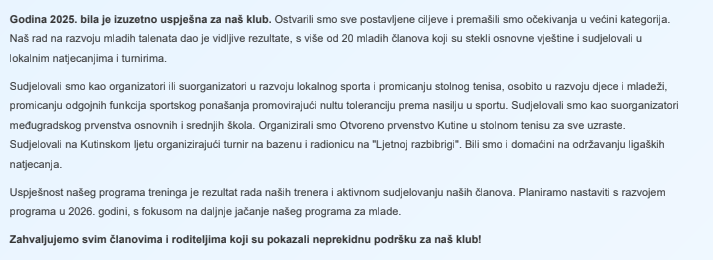 Godina 2025. bila je izuzetno uspješna za naš klub. Ostvarili smo sve postavljene ciljeve i premašili smo očekivanja u većini kategorija.
Naš rad na razvoju mladih talenata dao je vidljive rezultate, s više od 20 mladih članova koji su stekli osnovne vještine i sudjelovali u
lokalnim natjecanjima i turnirima.
Sudjelovali smo kao organizatori ili suorganizatori u razvoju lokalnog sporta i promicanju stolnog tenisa, osobito u razvoju djece i mladeži,
promicanju odgojnih funkcija sportskog ponašanja promovirajući nultu toleranciju prema nasilju u sportu. Sudjelovali smo kao suorganizatori
međugradskog prvenstva osnovnih i srednjih škola. Organizirali smo Otvoreno prvenstvo Kutine u stolnom tenisu za sve uzraste.
Sudjelovali na Kutinskom ljetu organizirajući turnir na bazenu i radionicu na "Ljetnoj razbibrigi". Bili smo i domaćini na održavanju ligaških
natjecanja.
Uspješnost našeg programa treninga je rezultat rada naših trenera i aktivnom sudjelovanju naših članova. Planiramo nastaviti s razvojem
programa u 2026. godini, s fokusom na daljnje jačanje našeg programa za mlade.
Zahvaljujemo svim članovima i roditeljima koji su pokazali neprekidnu podršku za naš klub!